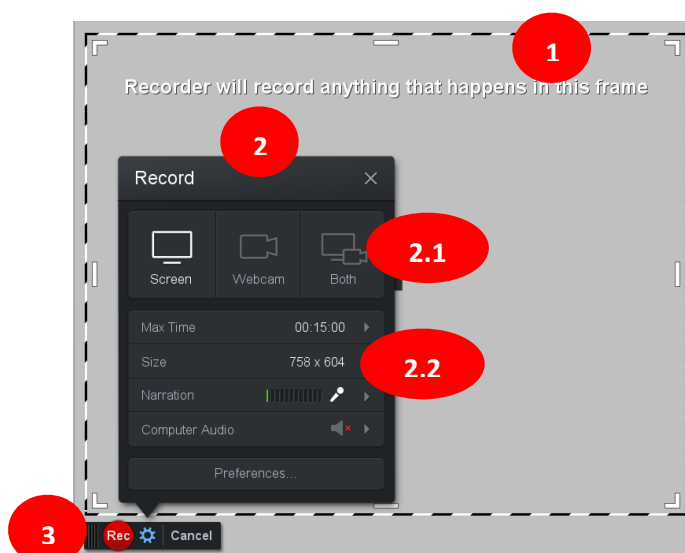 1
Recorder will record anything that happens in this frame
2
Record
Screen Webcam Both
2.1
Max Time 00:15:00
Size 758 x 604
2.2
Narration
Computer Audio
Preferences...
3
Rec Cancel